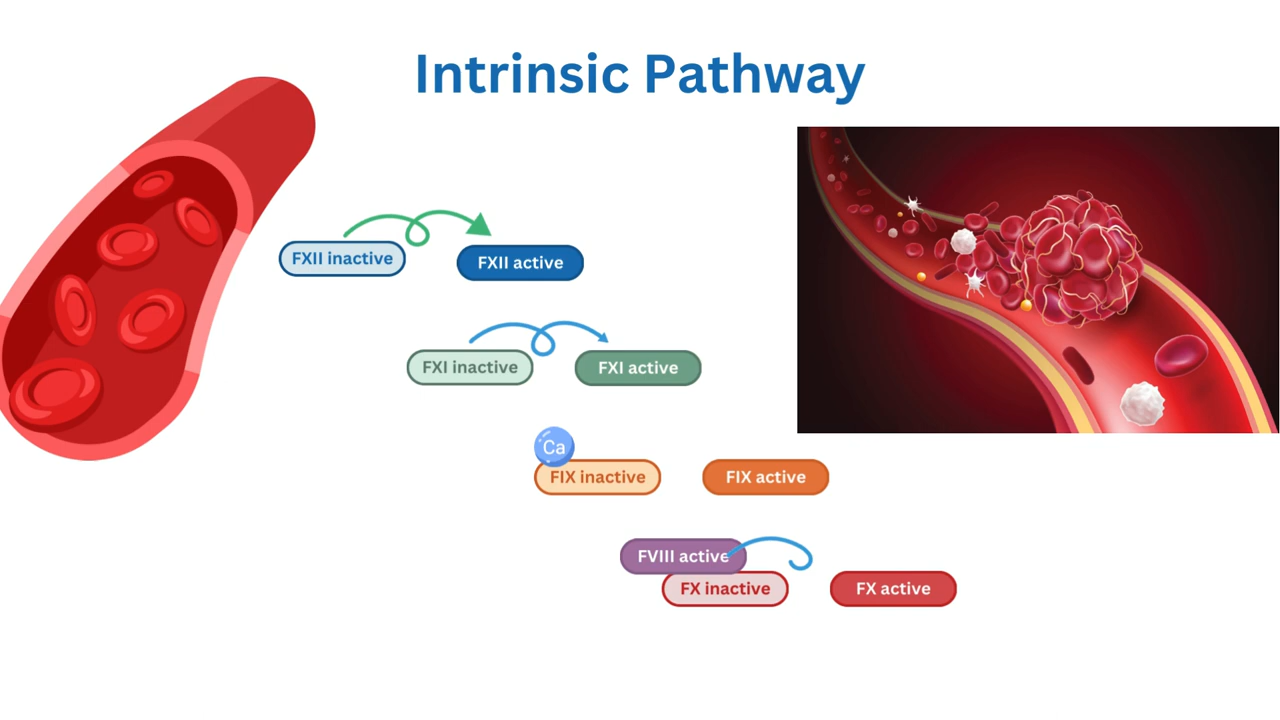 Intrinsic Pathway
FXII inactive
FXII active
FXI inactive
FXI active
Ca
FIX inactive
FIX active
FVIII active
FX inactive
FX active